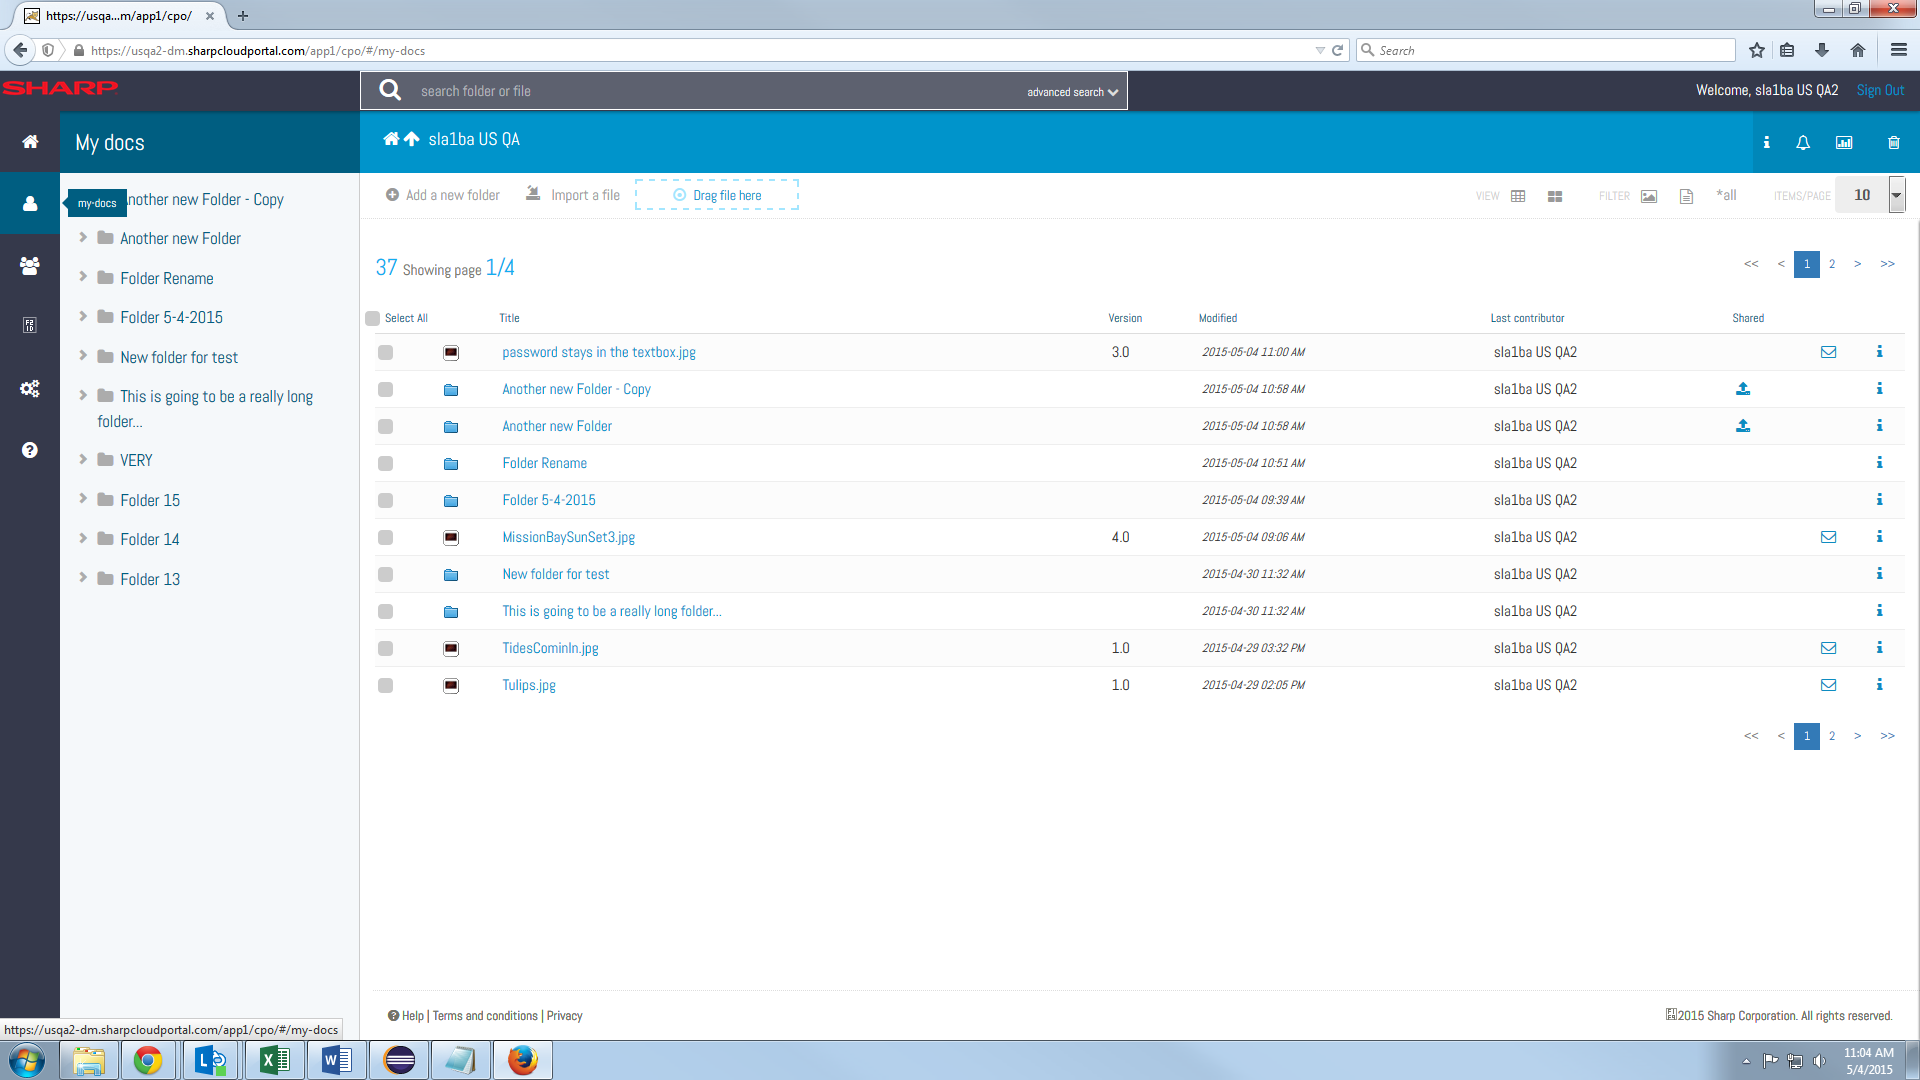 https://usqa...m/app1/cpo/
https://usqa2-dm.sharpcloudportal.com/app1/cpo/#/my-docs
Search
SHARP
search folder or file
advanced search
Welcome, sla1ba US QA2
Sign Out
My docs
sla1ba US QA
my-docs
nother new Folder - Copy
Another new Folder
Folder Rename
Folder 5-4-2015
New folder for test
This is going to be a really long
folder...
VERY
Folder 15
Folder 14
Folder 13
Add a new folder
Import a file
Drag file here
VIEW
FILTER
*all
ITEMS/PAGE
10
37 Showing page 1/4
<< < 1 2 > >>
Select All Title Version Modified Last contributor Shared
password stays in the textbox.jpg 3.0 2015-05-04 11:00 AM sla1ba US QA2
Another new Folder - Copy 2015-05-04 10:58 AM sla1ba US QA2
Another new Folder 2015-05-04 10:58 AM sla1ba US QA2
Folder Rename 2015-05-04 10:51 AM sla1ba US QA2
Folder 5-4-2015 2015-05-04 09:39 AM sla1ba US QA2
MissionBaySunSet3.jpg 4.0 2015-05-04 09:06 AM sla1ba US QA2
New folder for test 2015-04-30 11:32 AM sla1ba US QA2
This is going to be a really long folder... 2015-04-30 11:32 AM sla1ba US QA2
TidesCominIn.jpg 1.0 2015-04-29 03:32 PM sla1ba US QA2
Tulips.jpg 1.0 2015-04-29 02:05 PM sla1ba US QA2
<< < 1 2 > >>
Help | Terms and conditions | Privacy
2015 Sharp Corporation. All rights reserved.
https://usqa2-dm.sharpcloudportal.com/app1/cpo/#/my-docs
11:04 AM
5/4/2015